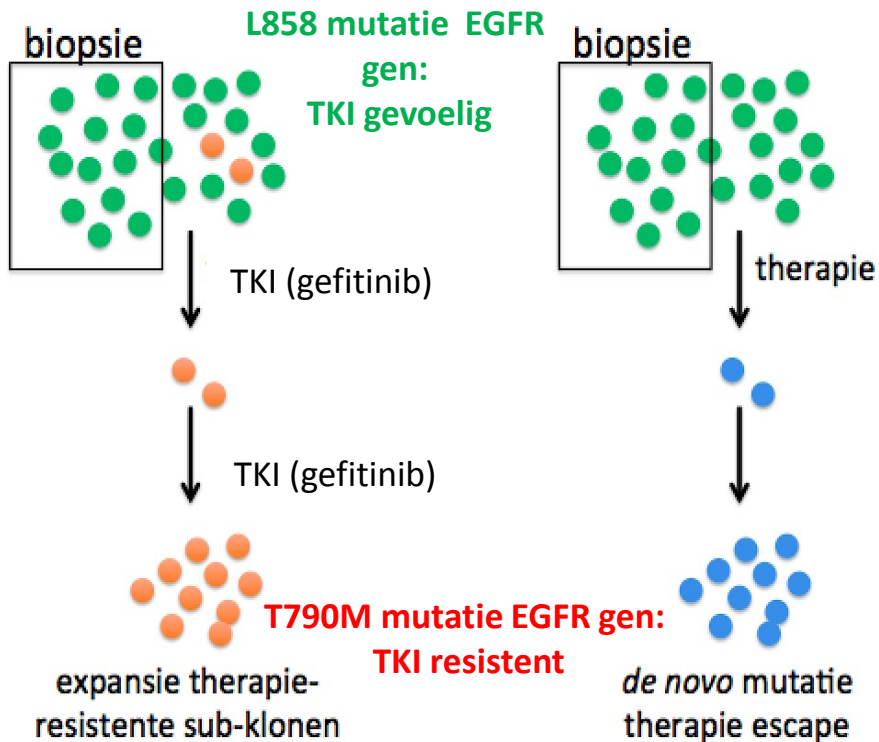 biopsie
L858 mutatie EGFR
gen:
TKI gevoelig
biopsie
TKI (gefitinib)
therapie
TKI (gefitinib)
T790M mutatie EGFR gen:
TKI resistent
expansie therapie-
resistente sub-klonen
de novo mutatie
therapie escape